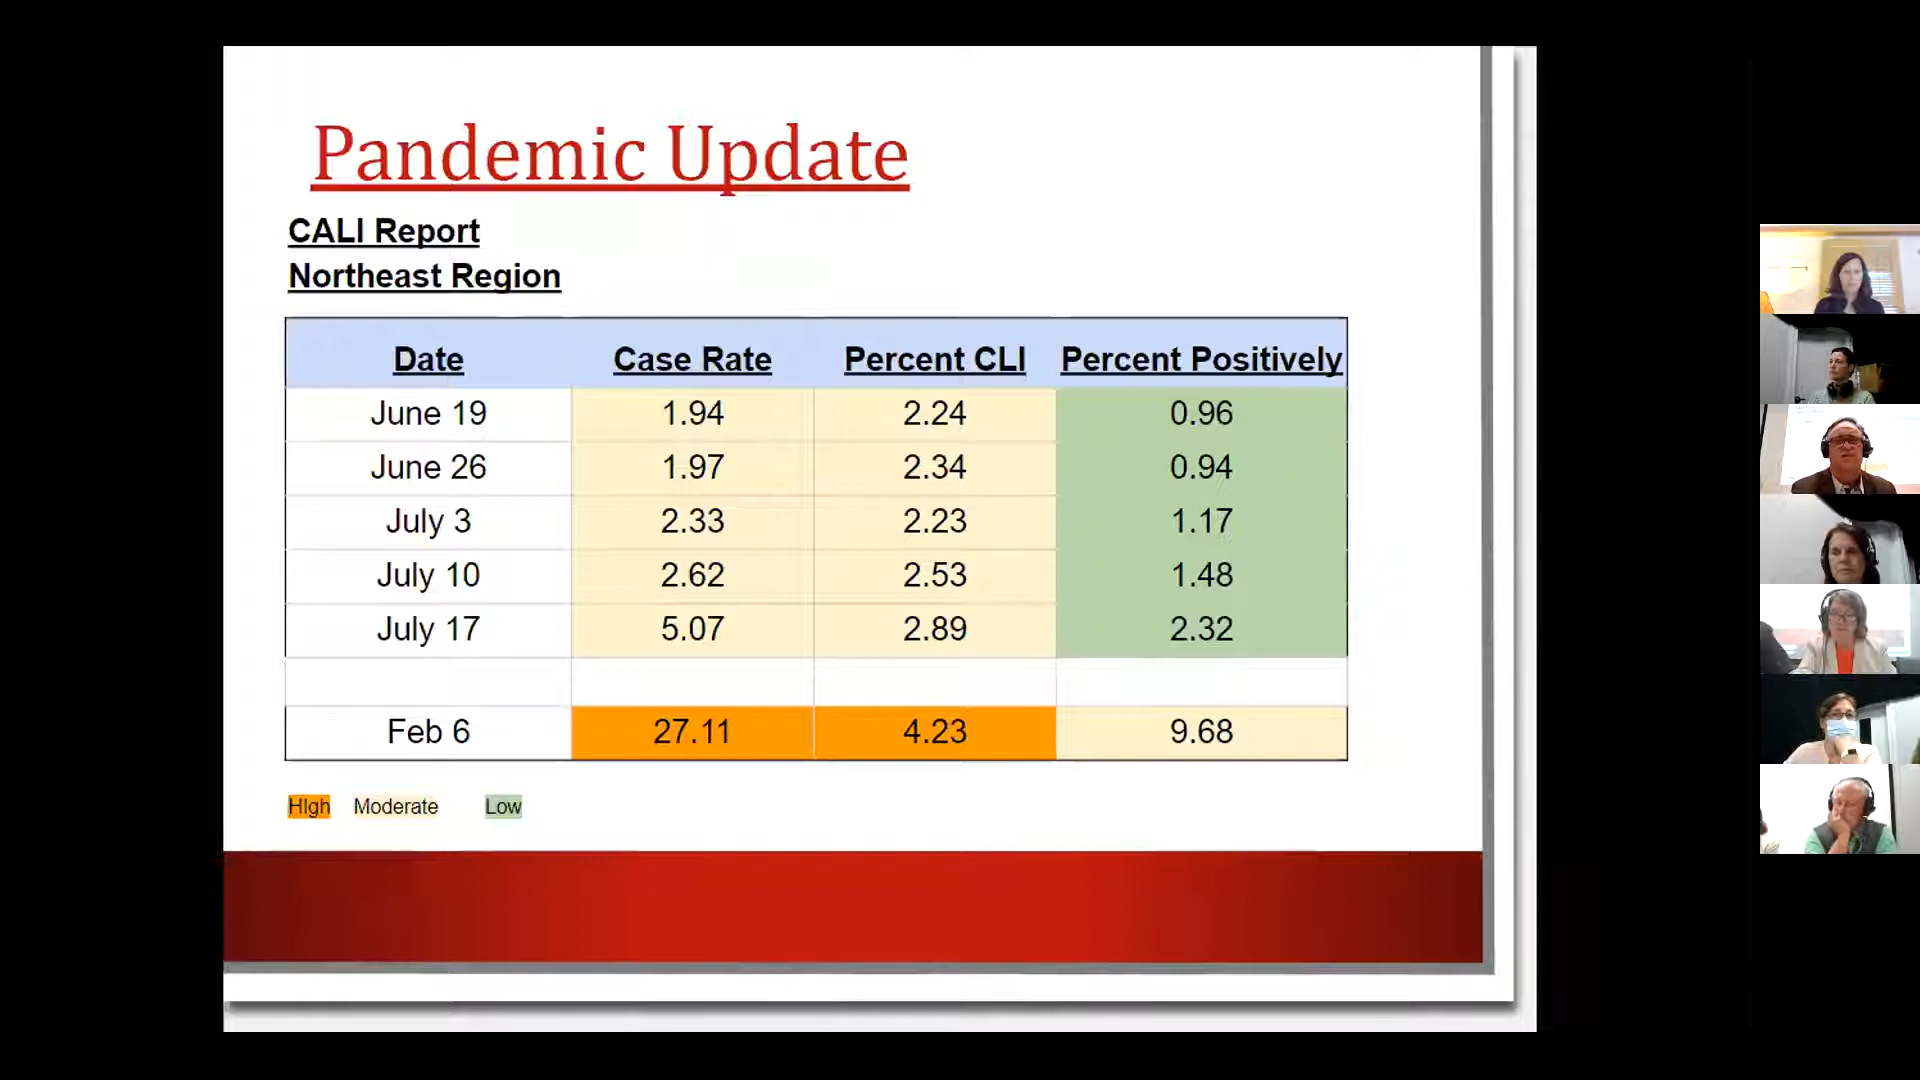 Pandemic Update
CALI Report
Northeast Region
Date Case Rate Percent CLI Percent Positively
June 19 1.94 2.24 0.96
June 26 1.97 2.34 0.94
July 3 2.33 2.23 1.17
July 10 2.62 2.53 1.48
July 17 5.07 2.89 2.32
Feb 6 27.11 4.23 9.68
HIgh Moderate Low